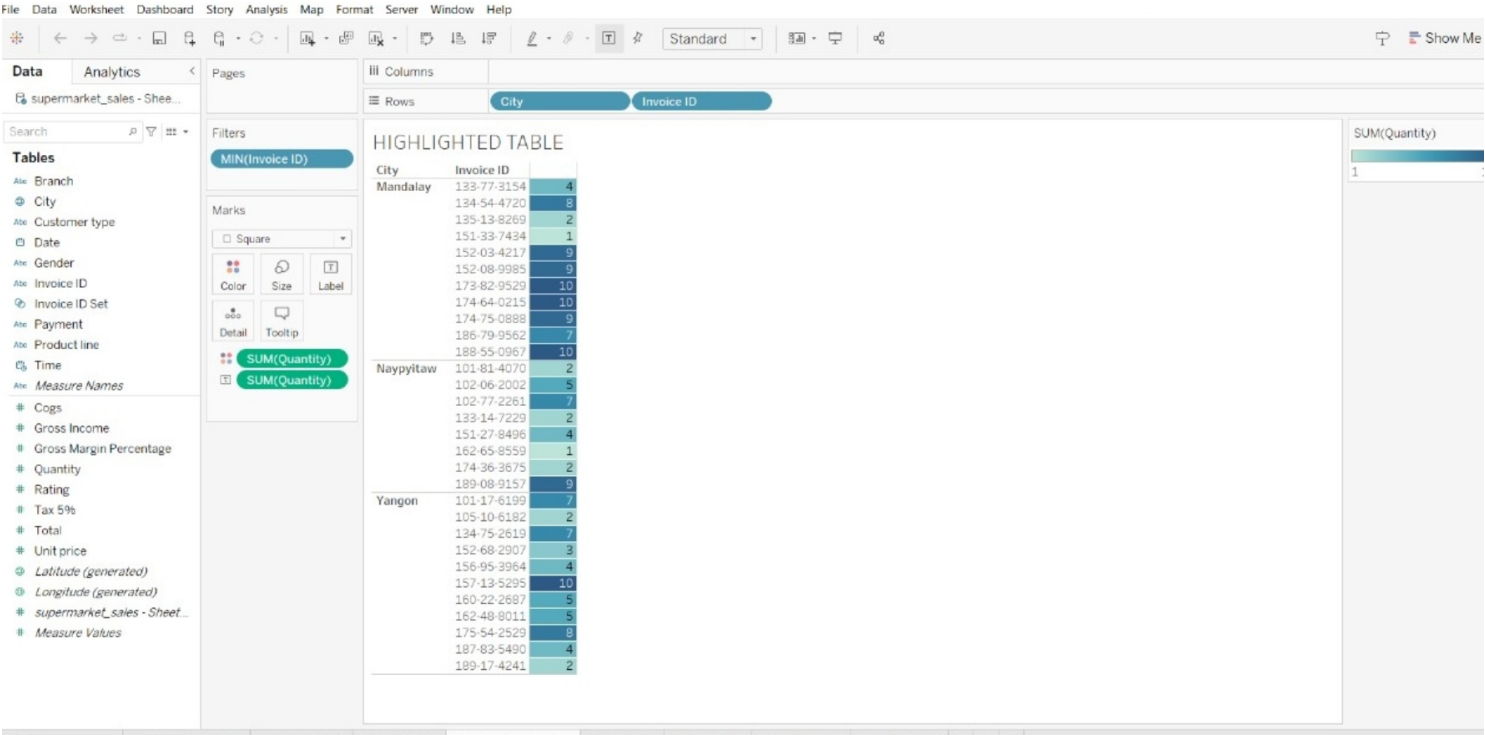 File Data Worksheet Dashboard Story Analysis Map Format Server Window Help
Standard
Show Me
Data Analytics
supermarket_sales - Shee...
Search
Tables
Abc Branch
City
Abc Customer type
Date
Abc Gender
Abc Invoice ID
Invoice ID Set
Abc Payment
Abc Product line
Time
Abc Measure Names
# Cogs
# Gross Income
# Gross Margin Percentage
# Quantity
# Rating
# Tax 5%
# Total
# Unit price
Latitude (generated)
Longitude (generated)
# supermarket_sales - Sheet...
# Measure Values
Pages
Filters
MIN(Invoice ID)
Marks
Square
Color Size Label
Detail Tooltip
SUM(Quantity)
SUM(Quantity)
Columns
Rows City Invoice ID
HIGHLIGHTED TABLE
City Invoice ID
Mandalay 133-77-3154 4
134-54-4720 8
135-13-8269 2
151-33-7434 1
152-03-4217 9
152-08-9985 9
173-82-9529 10
174-64-0215 10
174-75-0888 9
186-79-9562 7
188-55-0967 10
Naypyitaw 101-81-4070 2
102-06-2002 5
102-77-2261 7
133-14-7229 2
151-27-8496 4
162-65-8559 1
174-36-3675 2
189-08-9157 9
Yangon 101-17-6199 7
105-10-6182 2
134-75-2619 7
152-68-2907 3
156-95-3964 4
157-13-5295 10
160-22-2687 5
162-48-8011 5
175-54-2529 8
187-83-5490 4
189-17-4241 2
SUM(Quantity)
1